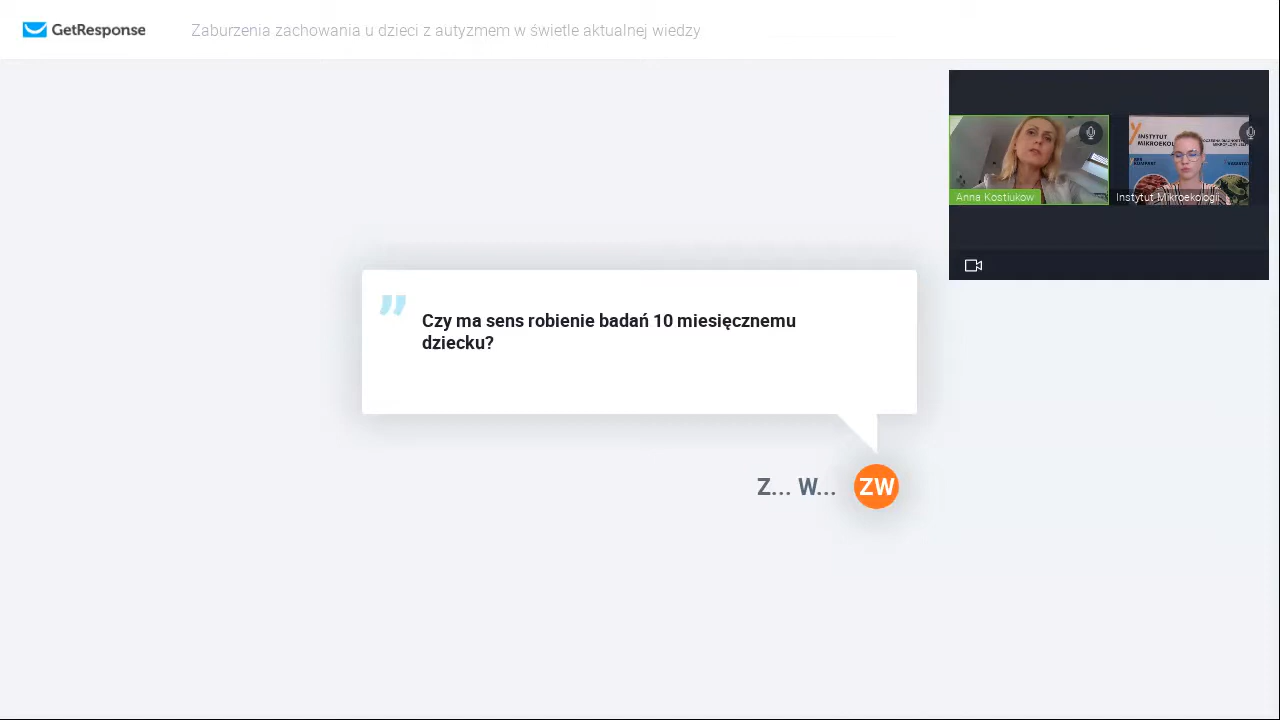 GetResponse
Zaburzenia zachowania u dzieci z autyzmem w świetle aktualnej wiedzy
INSTYTUT
Anna Kostiukow
Instytut Mikroekologii
”
Czy ma sens robienie badań 10 miesięcznemu
dziecku?
Z... W...
ZW